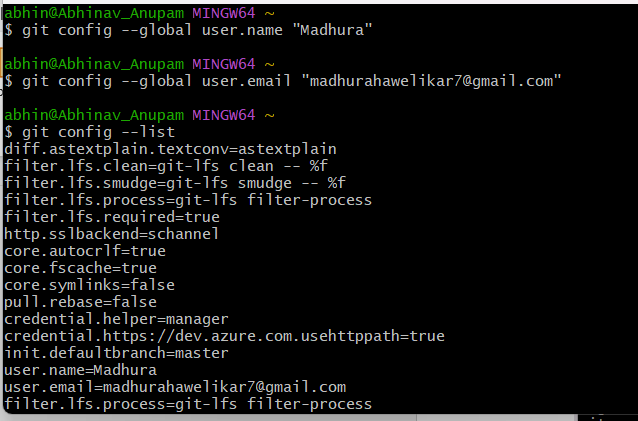 abhin@Abhinav_Anupam MINGW64 ~
$ git config --global user.name "Madhura"
abhin@Abhinav_Anupam MINGW64 ~
$ git config --global user.email "madhurahawelikar7@gmail.com"
abhin@Abhinav_Anupam MINGW64 ~
$ git config --list
diff.astextplain.textconv=astextplain
filter.lfs.clean=git-lfs clean -- %f
filter.lfs.smudge=git-lfs smudge -- %f
filter.lfs.process=git-lfs filter-process
filter.lfs.required=true
http.sslbackend=schannel
core.autocrlf=true
core.fscache=true
core.symlinks=false
pull.rebase=false
credential.helper=manager
credential.https://dev.azure.com.usehttppath=true
init.defaultbranch=master
user.name=Madhura
user.email=madhurahawelikar7@gmail.com
filter.lfs.process=git-lfs filter-process